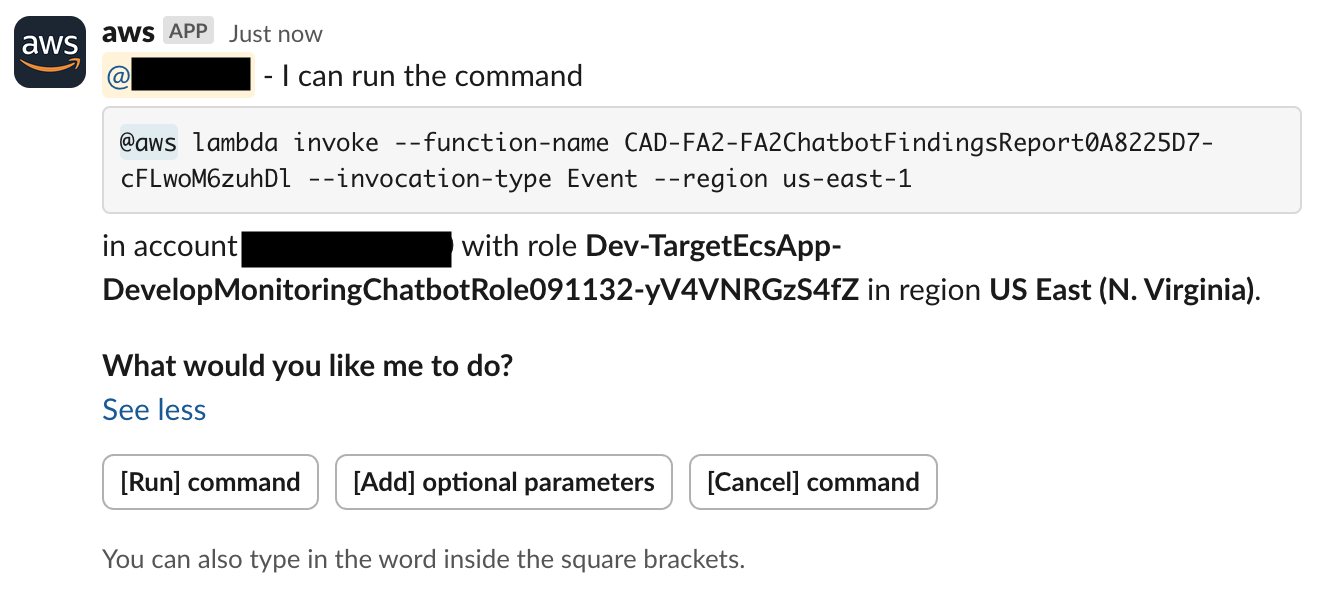 aws
aws APP Just now
@ - I can run the command
@aws lambda invoke --function-name CAD-FA2-FA2ChatbotFindingsReport0A8225D7-
cFLwoM6zuhDl --invocation-type Event --region us-east-1
in account with role Dev-TargetEcsApp-
DevelopMonitoringChatbotRole091132-yV4VNRGzS4fZ in region US East (N. Virginia).
What would you like me to do?
See less
[Run] command [Add] optional parameters [Cancel] command
You can also type in the word inside the square brackets.